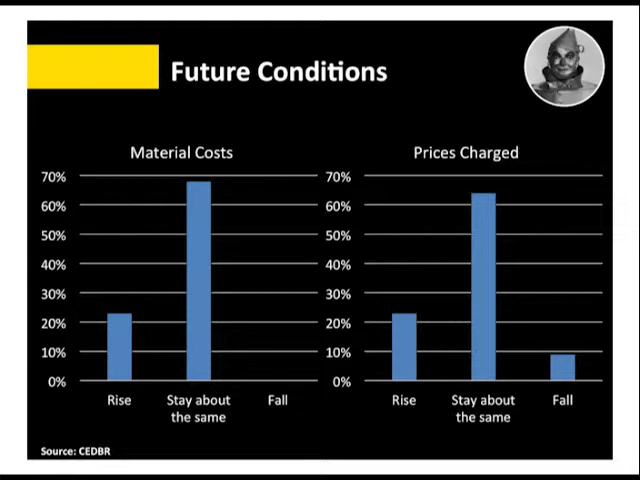 Future Conditions
Material Costs
70%
60%
50%
40%
30%
20%
10%
0%
Rise
Stay about
the same
Fall
Prices Charged
70%
60%
50%
40%
30%
20%
10%
0%
Rise
Stay about
the same
Fall
Source: CEDBR